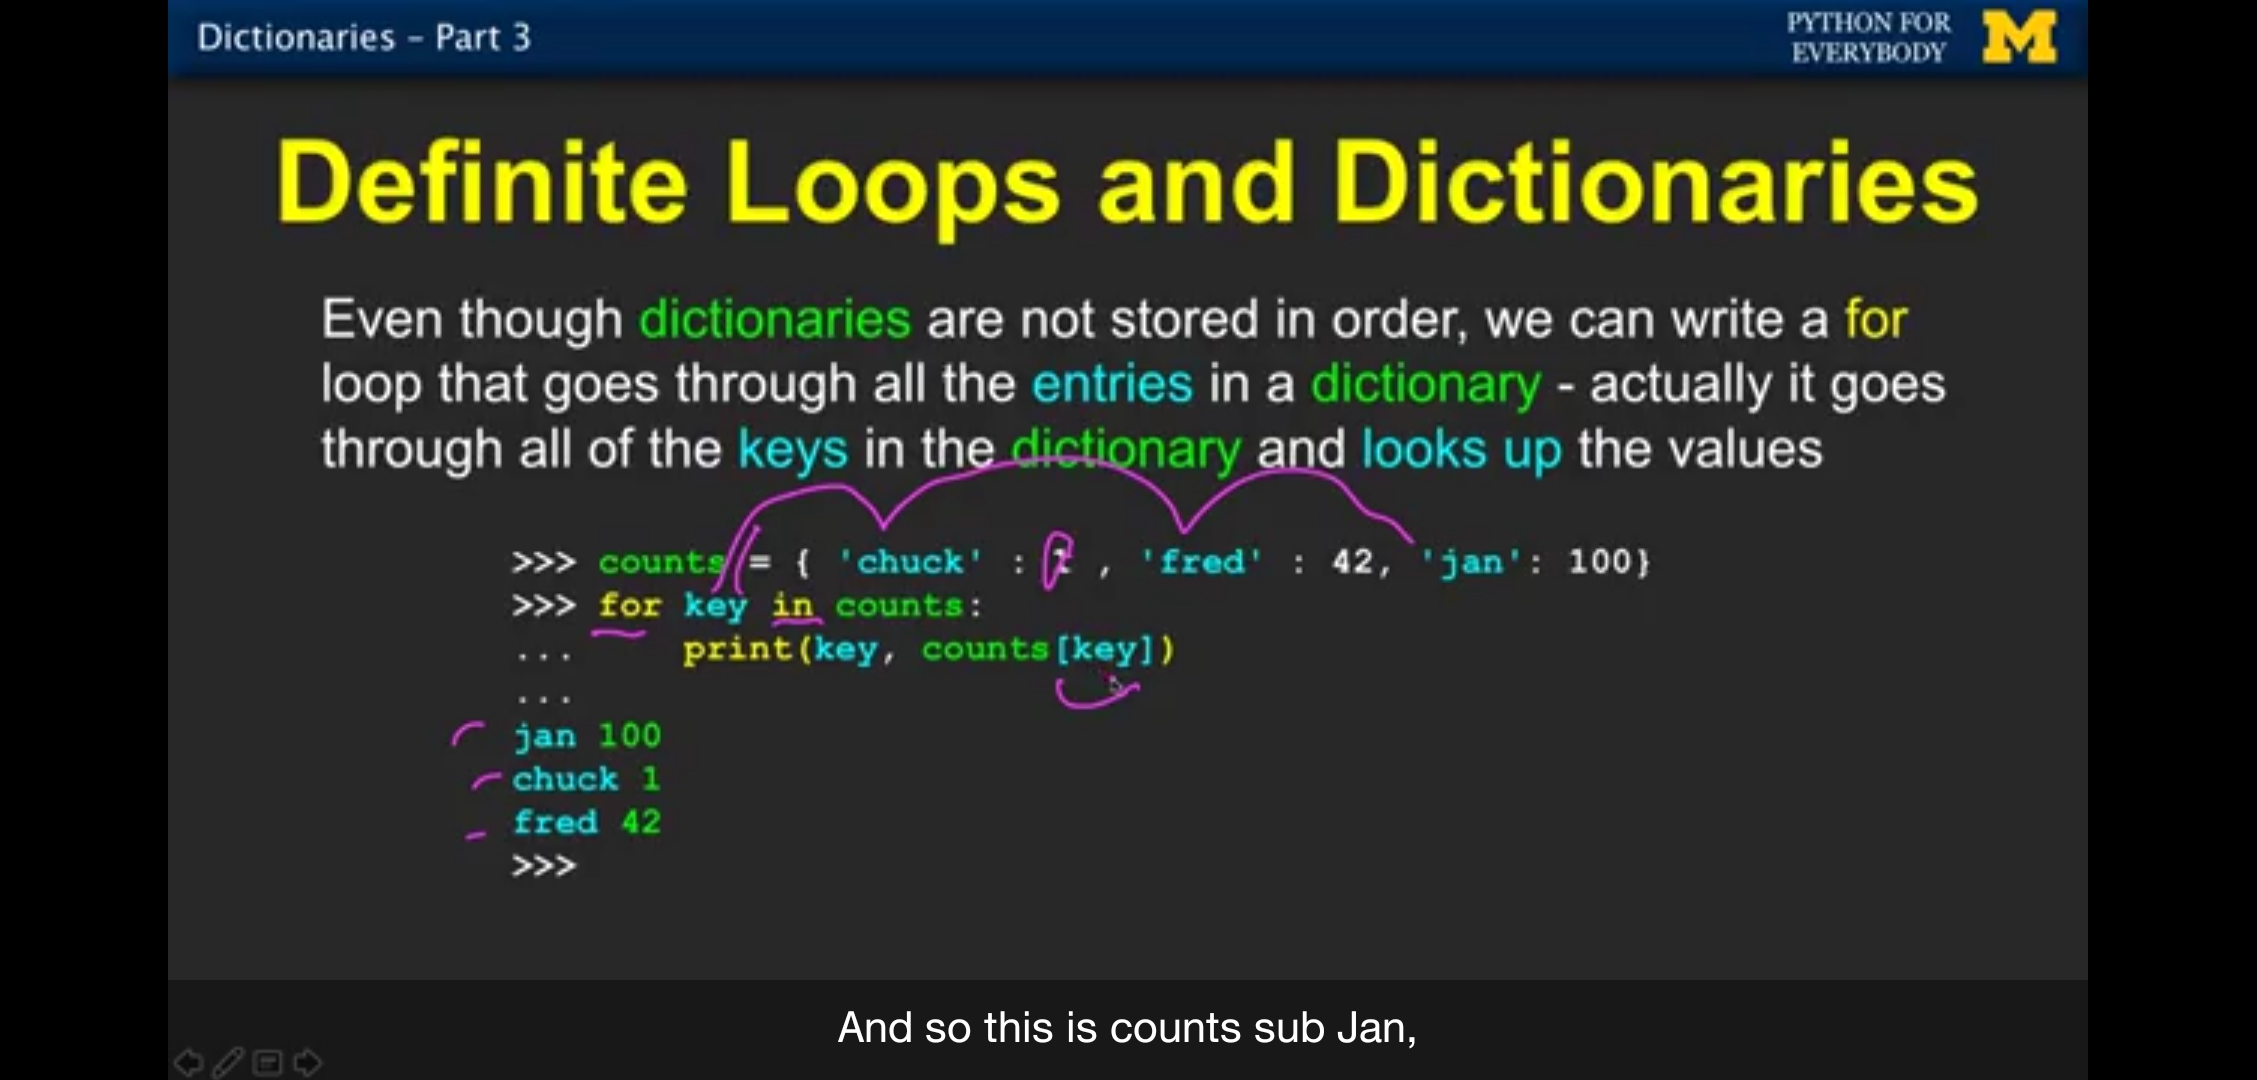 Dictionaries – Part 3
PYTHON FOR
EVERYBODY
M
Definite Loops and Dictionaries
Even though dictionaries are not stored in order, we can write a for
loop that goes through all the entries in a dictionary - actually it goes
through all of the keys in the dictionary and looks up the values
>>> counts = { 'chuck' : 1 , 'fred' : 42, 'jan': 100}
>>> for key in counts:
...     print(key, counts[key])
...
jan 100
chuck 1
fred 42
>>>
And so this is counts sub Jan,